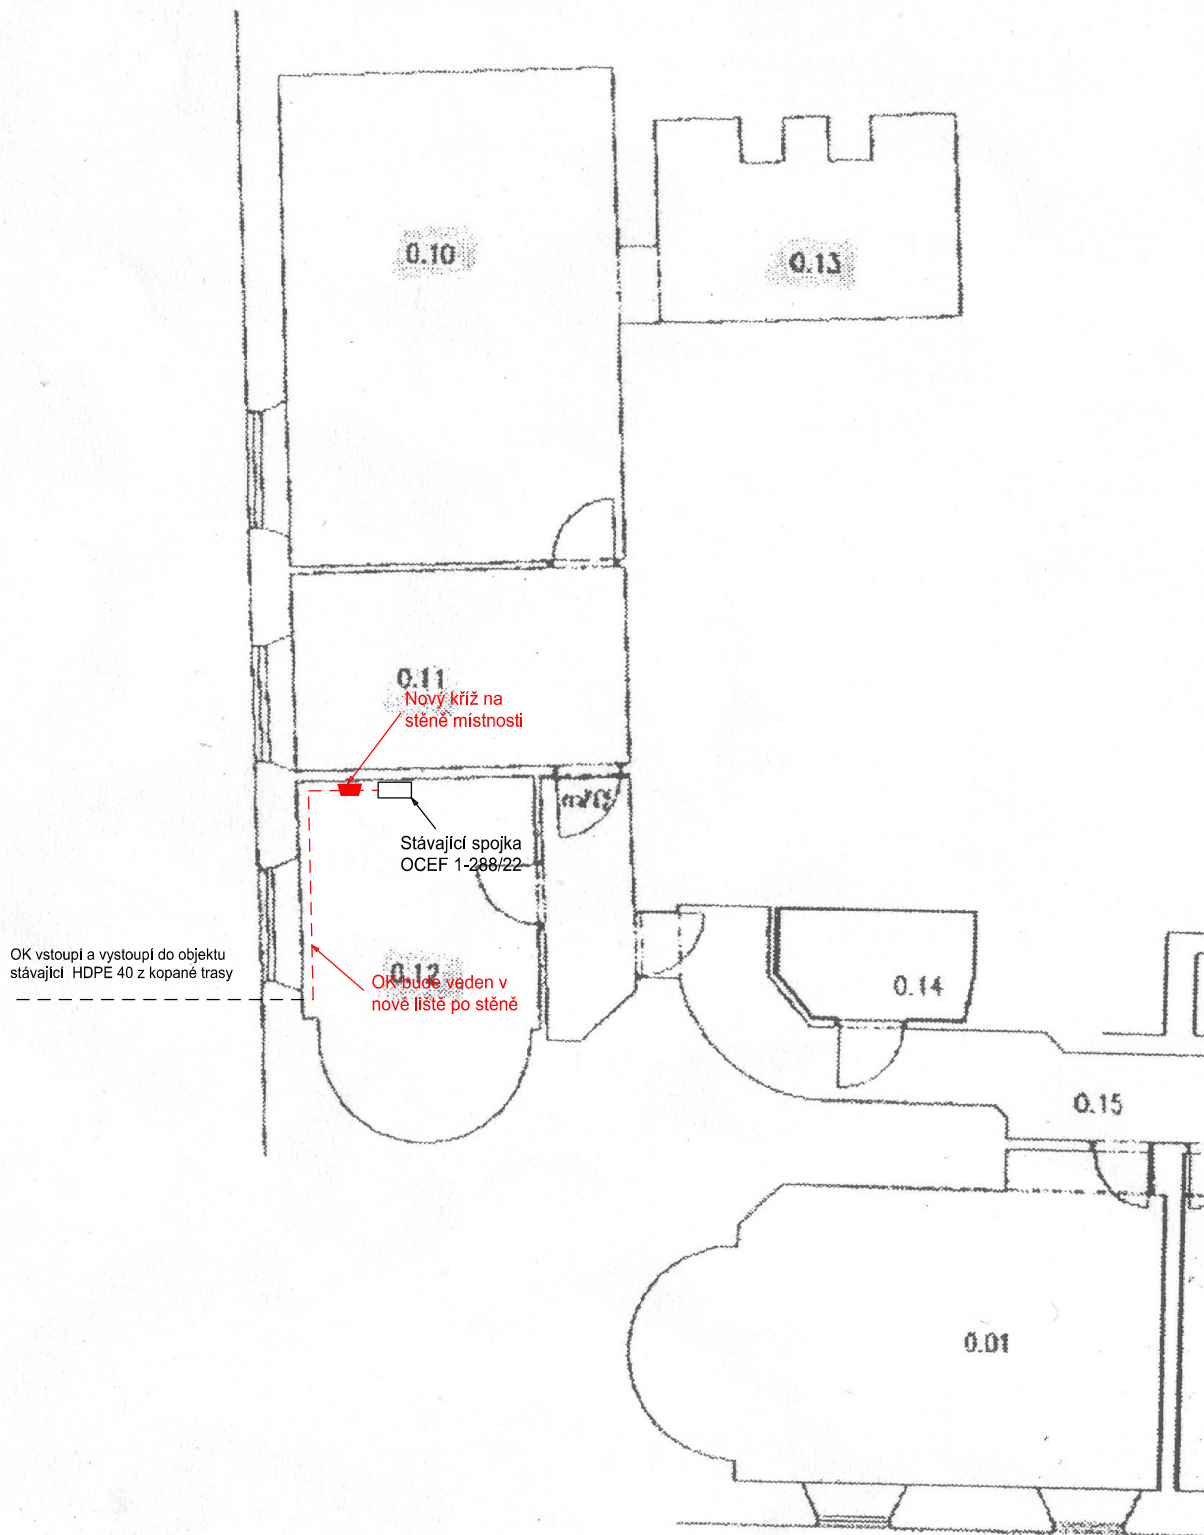 0.10
0.13
0.11
Nový kříž na
stěně místnosti
Stávající spojka
OCEF 1-288/22
OK vstoupí a vystoupí do objektu
stávající HDPE 40 z kopané trasy
0.12
OK bude veden v
nové liště po stěně
0.14
0.15
0.01